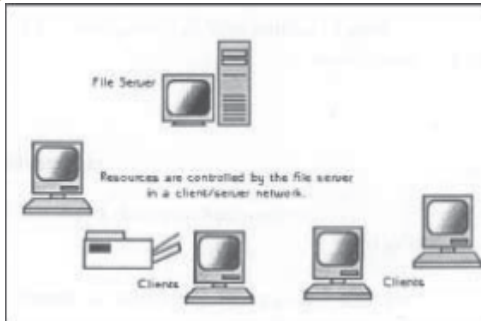 File Server
Resources are controlled by the file server
in a client/server network.
Clients
Clients